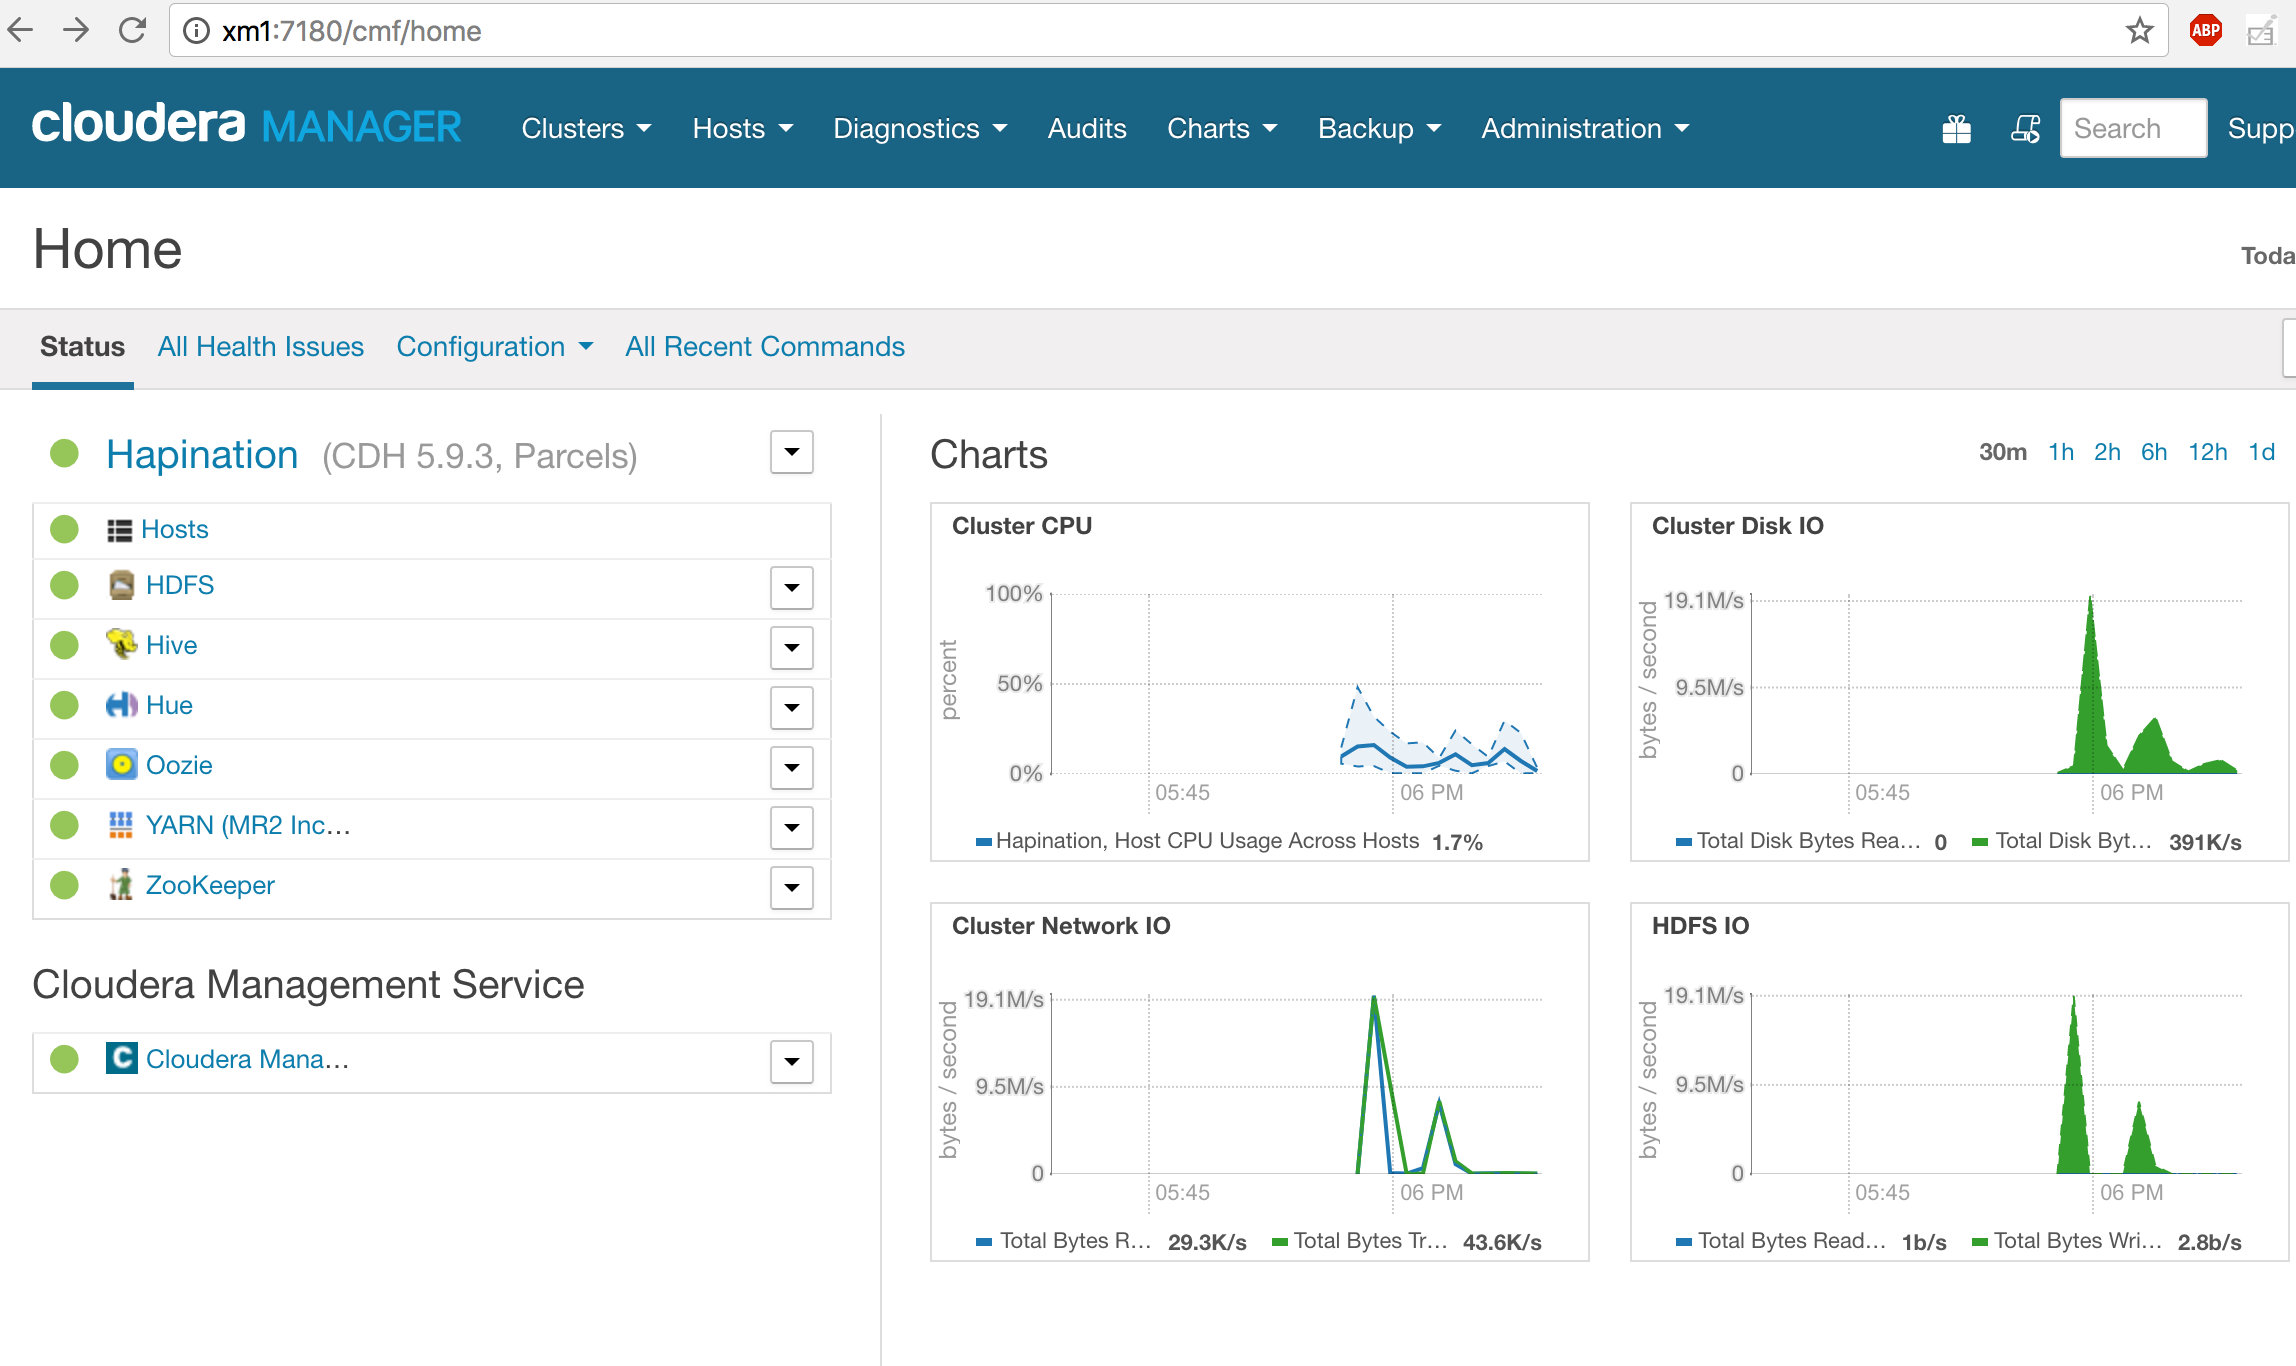 xm1:7180/cmf/home
ABP
cloudera MANAGER
Clusters
Hosts
Diagnostics
Audits
Charts
Backup
Administration
Search
Supp
Home
Toda
Status
All Health Issues
Configuration
All Recent Commands
Hapination (CDH 5.9.3, Parcels)
Hosts
HDFS
Hive
Hue
Oozie
YARN (MR2 Inc…
ZooKeeper
Cloudera Management Service
C Cloudera Mana…
Charts
30m 1h 2h 6h 12h 1d
Cluster CPU
percent
100%
50%
0%
05:45
06 PM
Hapination, Host CPU Usage Across Hosts 1.7%
Cluster Disk IO
bytes / second
19.1M/s
9.5M/s
0
05:45
06 PM
Total Disk Bytes Rea… 0 Total Disk Byt… 391K/s
Cluster Network IO
bytes / second
19.1M/s
9.5M/s
0
05:45
06 PM
Total Bytes R… 29.3K/s Total Bytes Tr… 43.6K/s
HDFS IO
bytes / second
19.1M/s
9.5M/s
0
05:45
06 PM
Total Bytes Read… 1b/s Total Bytes Wri… 2.8b/s